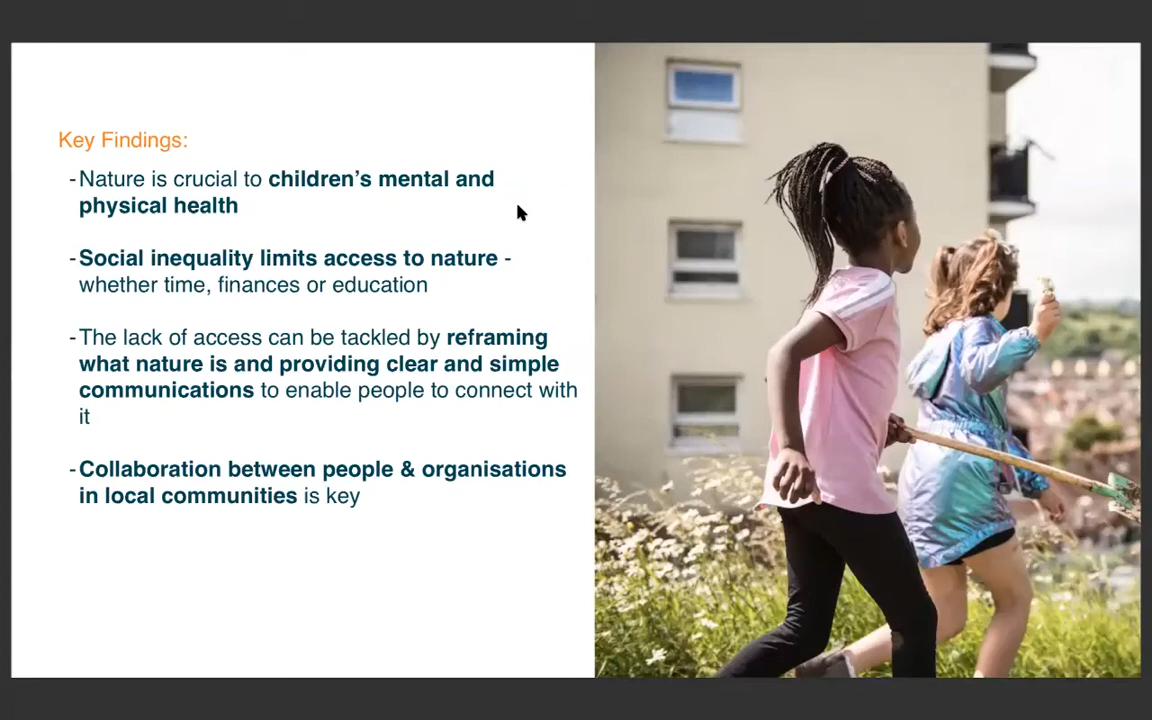 Key Findings:
-Nature is crucial to children’s mental and
physical health
-Social inequality limits access to nature -
whether time, finances or education
-The lack of access can be tackled by reframing
what nature is and providing clear and simple
communications to enable people to connect with
it
-Collaboration between people & organisations
in local communities is key